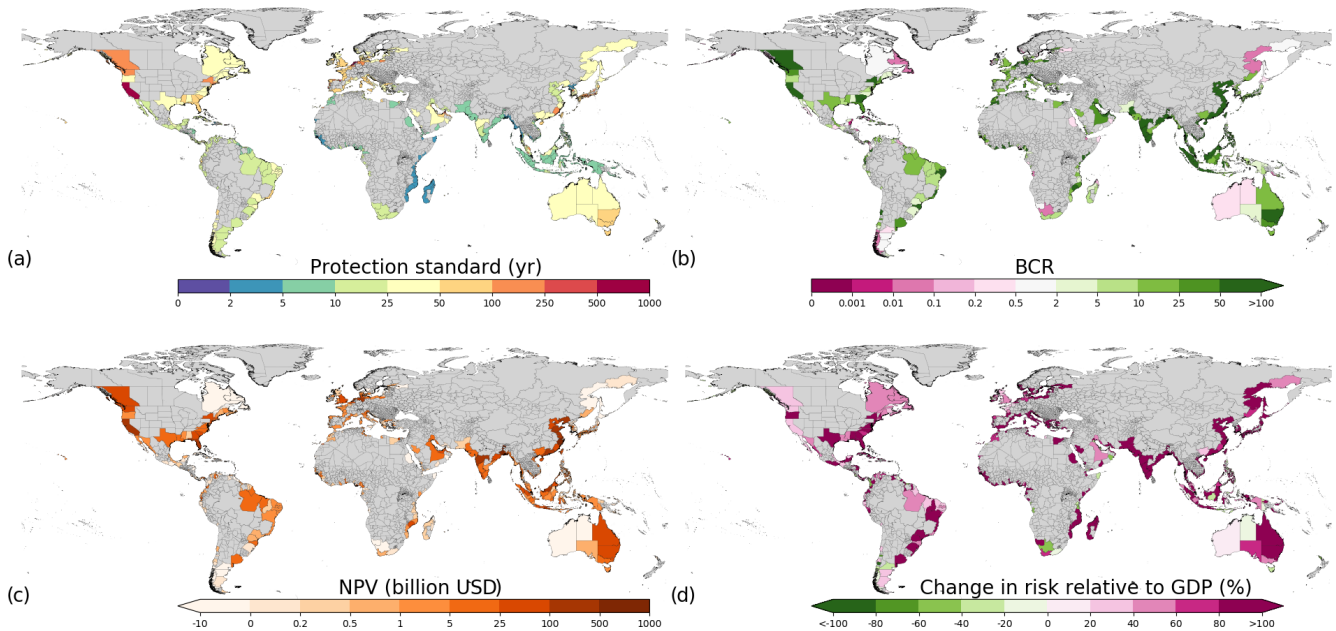 (a)
Protection standard (yr)
0 2 5 10 25 50 100 250 500 1000
(b)
BCR
0 0.001 0.01 0.1 0.2 0.5 2 5 10 25 50 >100
(c)
NPV (billion USD)
-10 0 0.2 0.5 1 5 25 100 500 1000
(d)
Change in risk relative to GDP (%)
<-100 -80 -60 -40 -20 0 20 40 60 80 >100